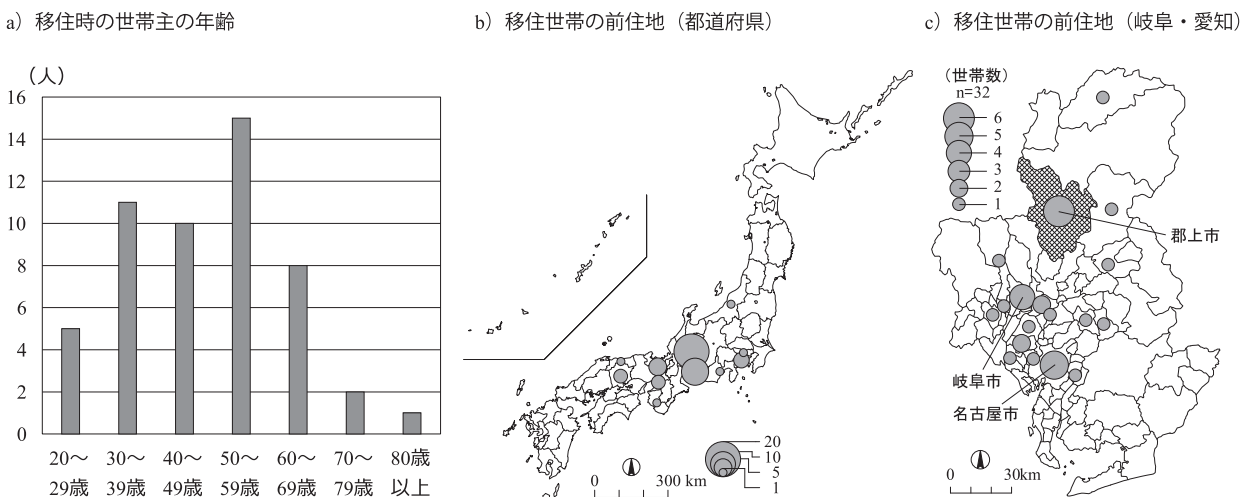 a）移住時の世帯主の年齢
（人）
16
14
12
10
8
6
4
2
0
20～ 30～ 40～ 50～ 60～ 70～ 80歳
29歳 39歳 49歳 59歳 69歳 79歳 以上
b）移住世帯の前住地（都道府県）
20
10
5
1
0 300 km
c）移住世帯の前住地（岐阜・愛知）
（世帯数）
n=32
6
5
4
3
2
1
郡上市
岐阜市
名古屋市
0 30km